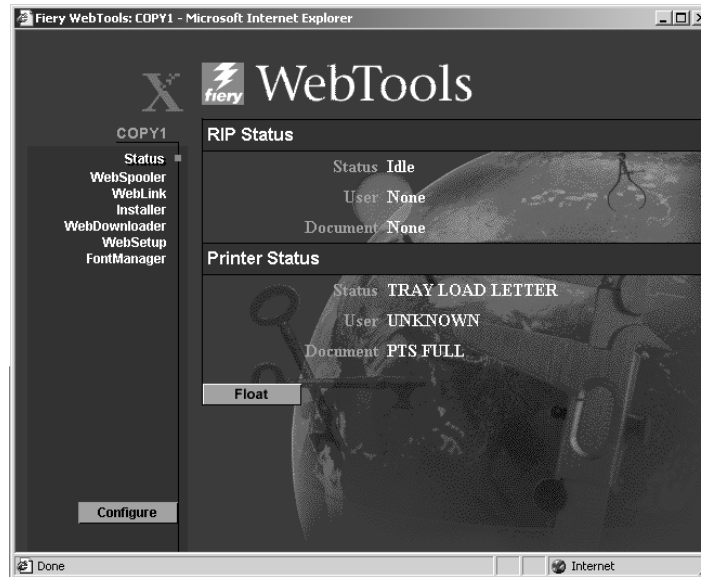 Fiery WebTools: COPY1 - Microsoft Internet Explorer
X
fiery
WebTools
COPY1
Status
WebSpooler
WebLink
Installer
WebDownloader
WebSetup
FontManager
Configure
RIP Status
Status Idle
User None
Document None
Printer Status
Status TRAY LOAD LETTER
User UNKNOWN
Document PTS FULL
Float
Done
Internet